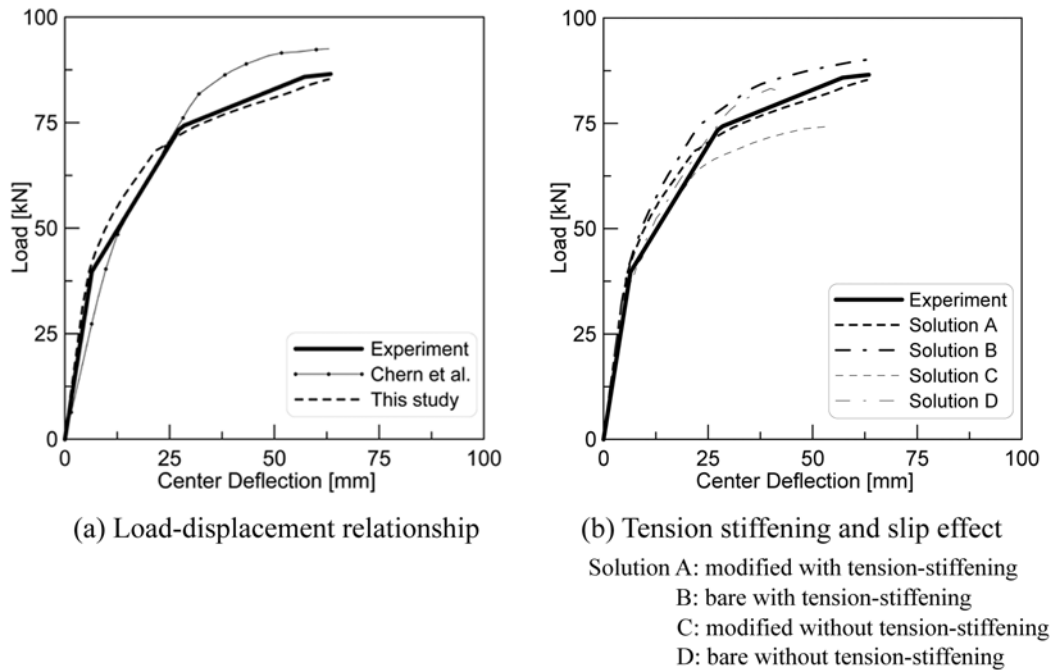 100
75
50
25
0
Load [kN]
Experiment
Chern et al.
This study
0
25
50
75
100
Center Deflection [mm]
(a) Load-displacement relationship
100
75
50
25
0
Load [kN]
Experiment
Solution A
Solution B
Solution C
Solution D
0
25
50
75
100
Center Deflection [mm]
(b) Tension stiffening and slip effect
Solution A: modified with tension-stiffening
B: bare with tension-stiffening
C: modified without tension-stiffening
D: bare without tension-stiffening